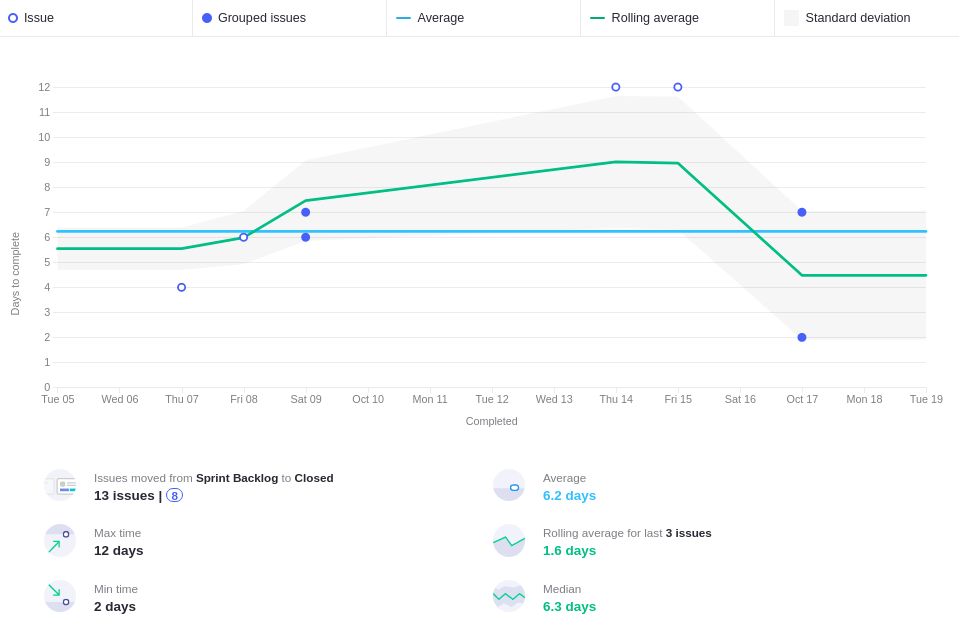 Issue
Grouped issues
Average
Rolling average
Standard deviation
12
11
10
9
8
7
6
5
4
3
2
1
0
Days to complete
Tue 05 Wed 06 Thu 07 Fri 08 Sat 09 Oct 10 Mon 11 Tue 12 Wed 13 Thu 14 Fri 15 Sat 16 Oct 17 Mon 18 Tue 19
Completed
Issues moved from Sprint Backlog to Closed
13 issues | 8
Average
6.2 days
Max time
12 days
Rolling average for last 3 issues
1.6 days
Min time
2 days
Median
6.3 days